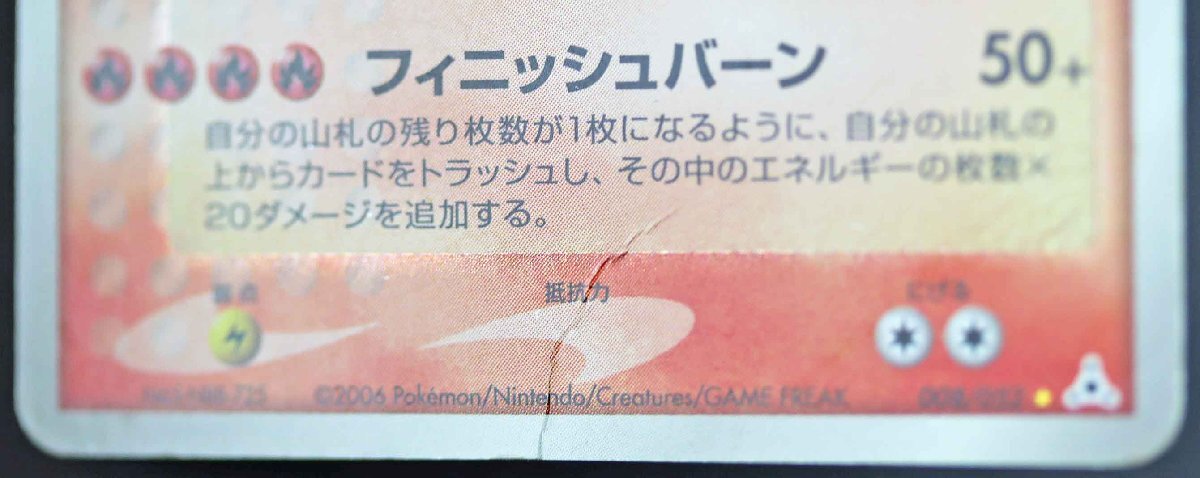 フィニッシュバーン 50+
自分の山札の残り枚数が1枚になるように、自分の山札の
上からカードをトラッシュし、その中のエネルギーの枚数×
20ダメージを追加する。
弱点 抵抗力 にげる
©2006 Pokémon/Nintendo/Creatures/GAME FREAK